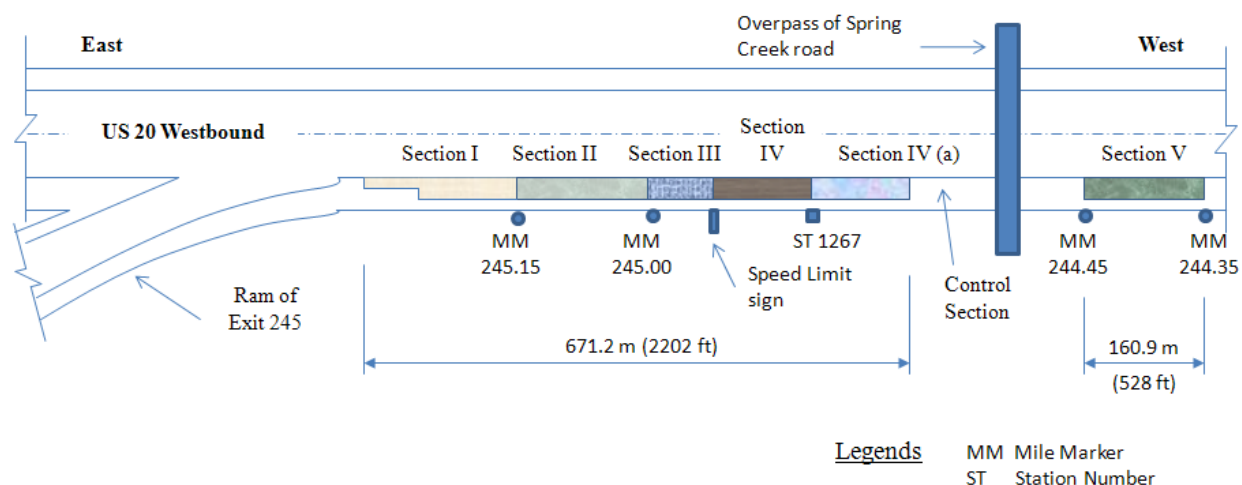 East
Overpass of Spring
Creek road
West
US 20 Westbound
Section I
Section II
Section III
Section
IV
Section IV (a)
Section V
MM
245.15
MM
245.00
ST 1267
MM
244.45
MM
244.35
Speed Limit
sign
Control
Section
Ram of
Exit 245
671.2 m (2202 ft)
160.9 m
(528 ft)
Legends
MM Mile Marker
ST Station Number